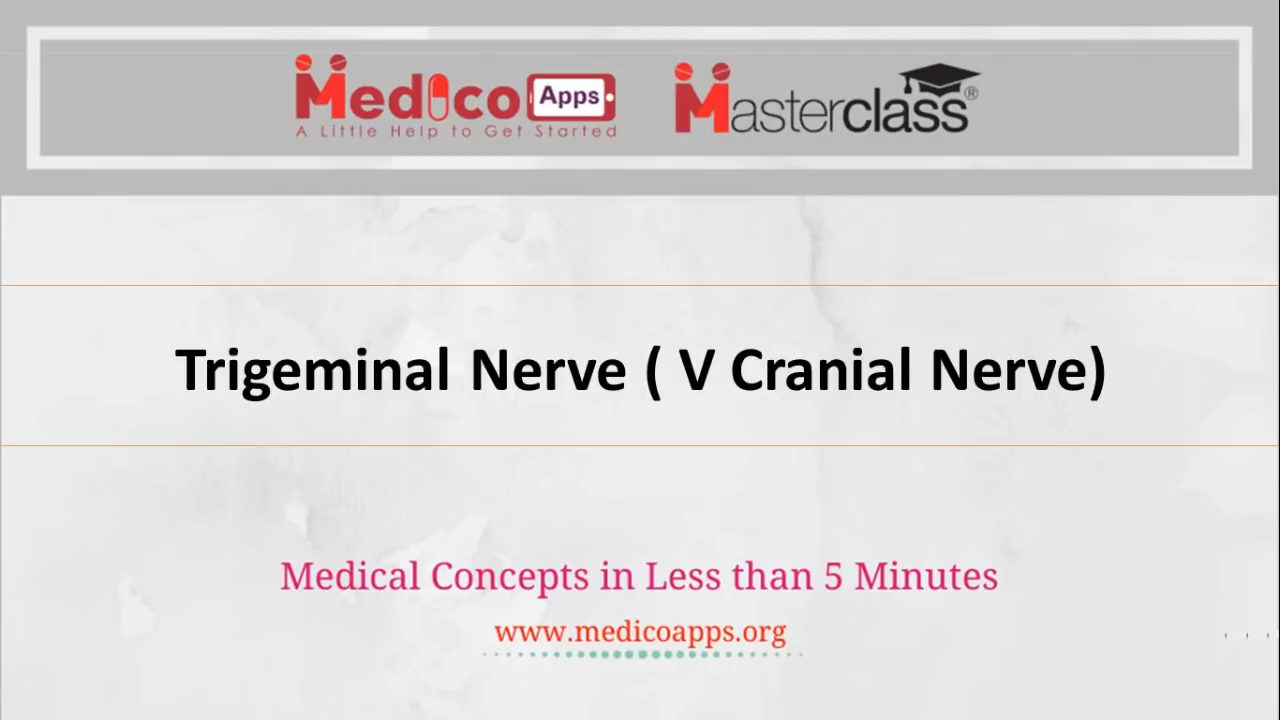 Medico Apps Masterclass®
A Little Help to Get Started
Trigeminal Nerve ( V Cranial Nerve)
Medical Concepts in Less than 5 Minutes
www.medicoapps.org